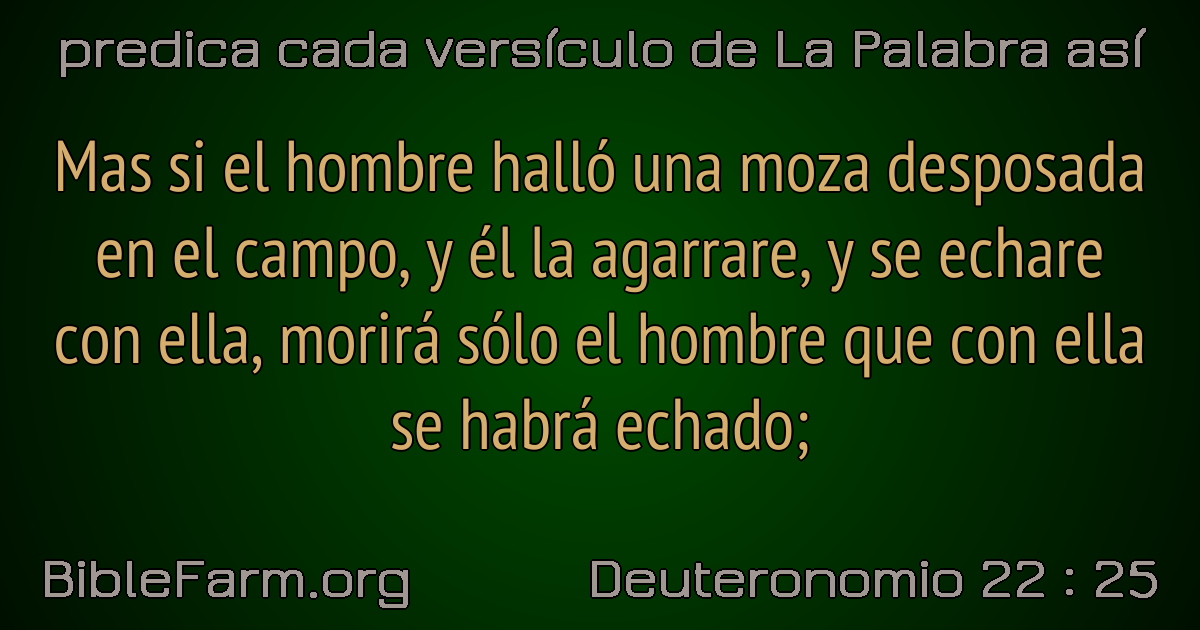 predica cada versículo de La Palabra así
Mas si el hombre halló una moza desposada
en el campo, y él la agarrare, y se echare
con ella, morirá sólo el hombre que con ella
se habrá echado;
BibleFarm.org
Deuteronomio 22 : 25